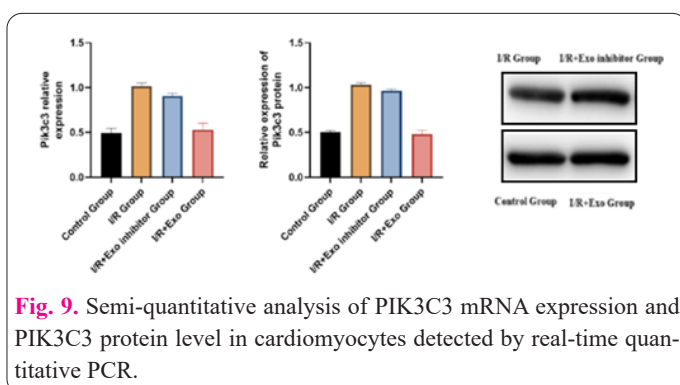 Pik3c3 relative
expression
1.5
1.0
0.5
0.0
Control Group
I/R Group
I/R+Exo inhibitor Group
I/R+Exo Group
Relative expression of
Pik3c3 protein
1.5
1.0
0.5
0.0
Control Group
I/R Group
I/R+Exo inhibitor Group
I/R+Exo Group
I/R Group I/R+Exo inhibitor Group
Control Group I/R+Exo Group
Fig. 9. Semi-quantitative analysis of PIK3C3 mRNA expression and
PIK3C3 protein level in cardiomyocytes detected by real-time quan-
titative PCR.